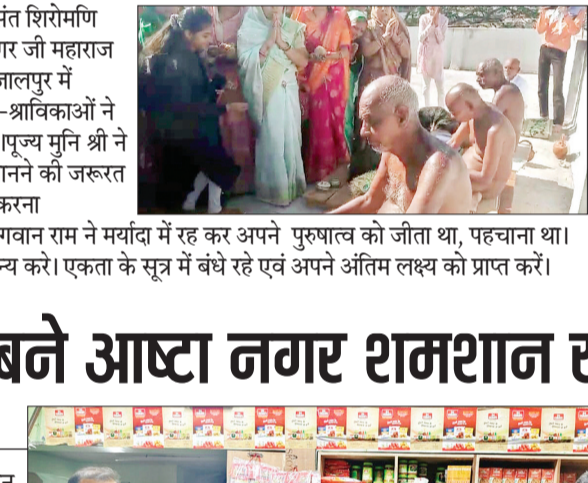 संत शिरोमणि
गर जी महाराज
जालपुर में
-श्राविकाओं ने
।पूज्य मुनि श्री ने
ानने की जरूरत
करना
गवान राम ने मर्यादा में रह कर अपने पुरुषात्व को जीता था, पहचाना था।
न्य करे। एकता के सूत्र में बंधे रहे एवं अपने अंतिम लक्ष्य को प्राप्त करें।
बने आष्टा नगर शमशान